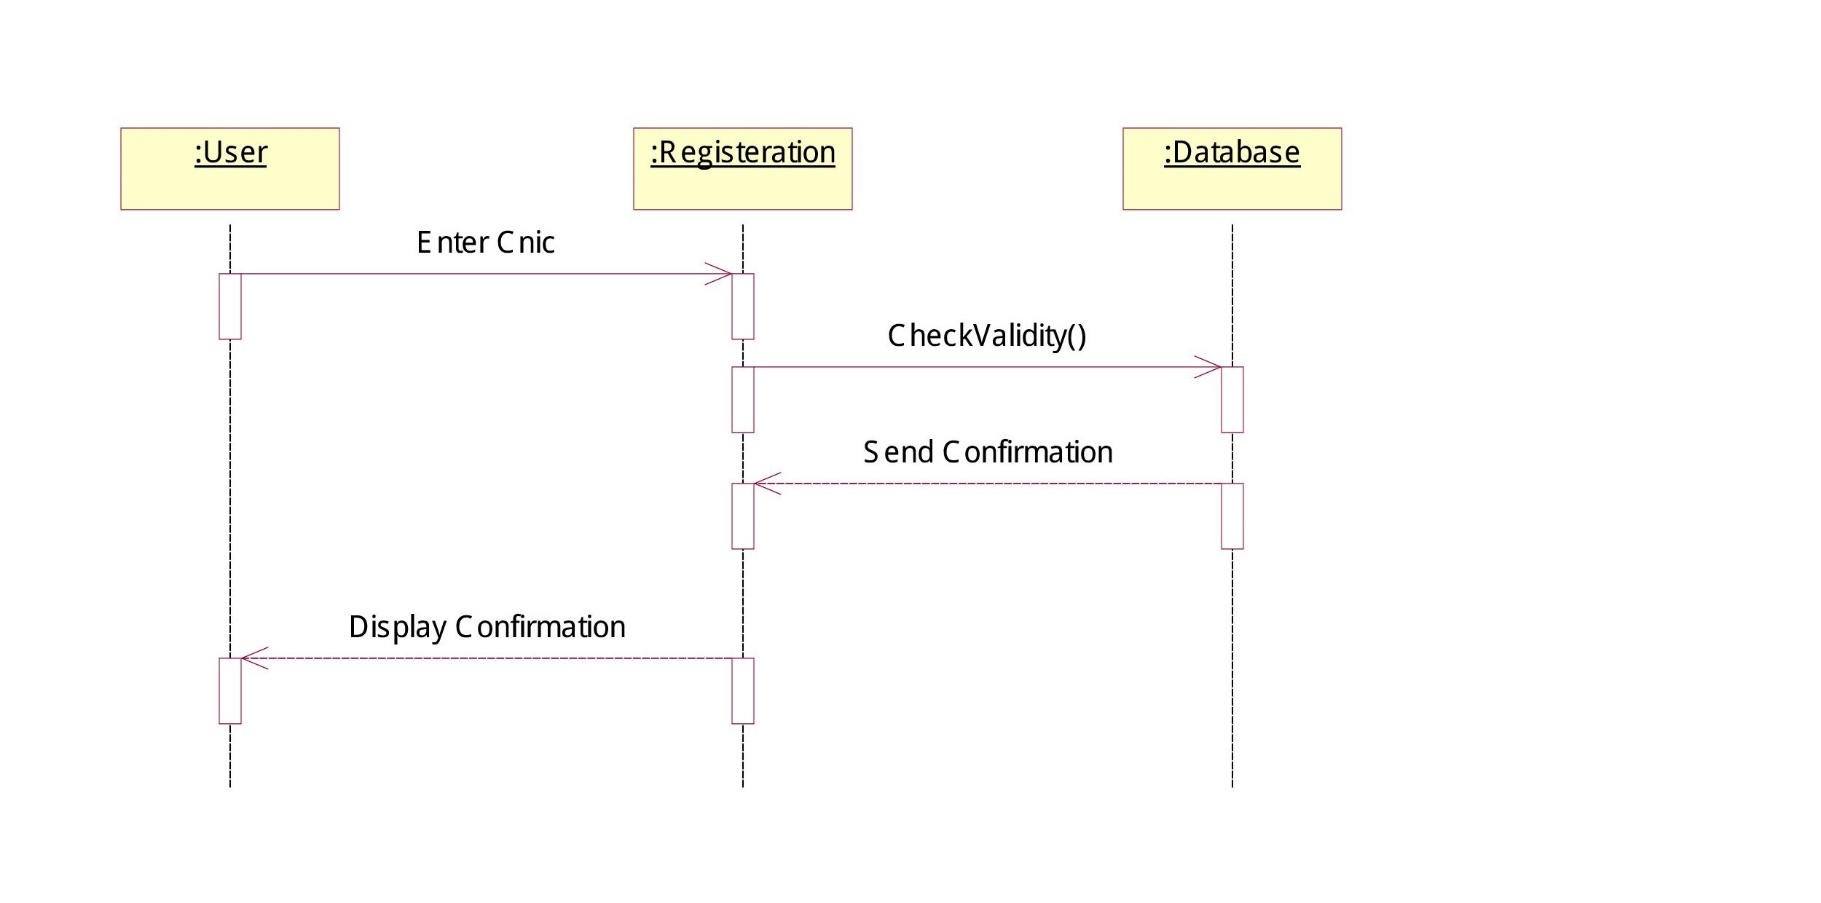 :User
:Registeration
:Database
Enter Cnic
CheckValidity()
Send Confirmation
Display Confirmation